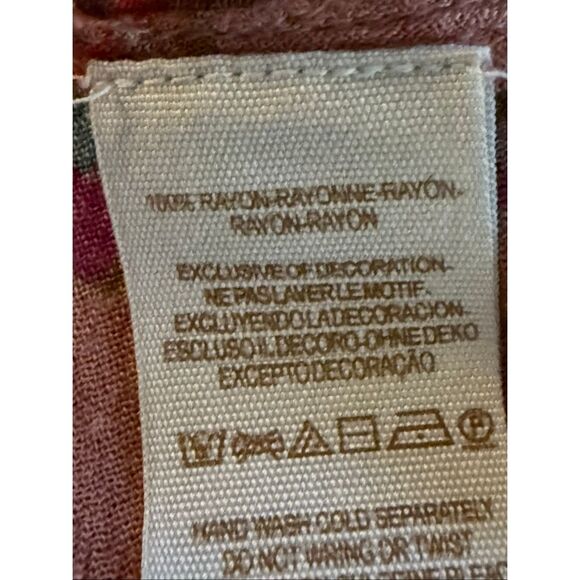 100% RAYON-RAYONNE-RAYÓN-
RAYON-RAYON
EXCLUSIVE OF DECORATION-
NE PAS LAVER LE MOTIF-
EXCLUYENDO LA DECORACION-
ESCLUSO IL DECORO-OHNE DEKO
EXCEPTO DECORAÇÃO
P
HAND WASH COLD SEPARATELY
DO NOT WRING OR TWIST